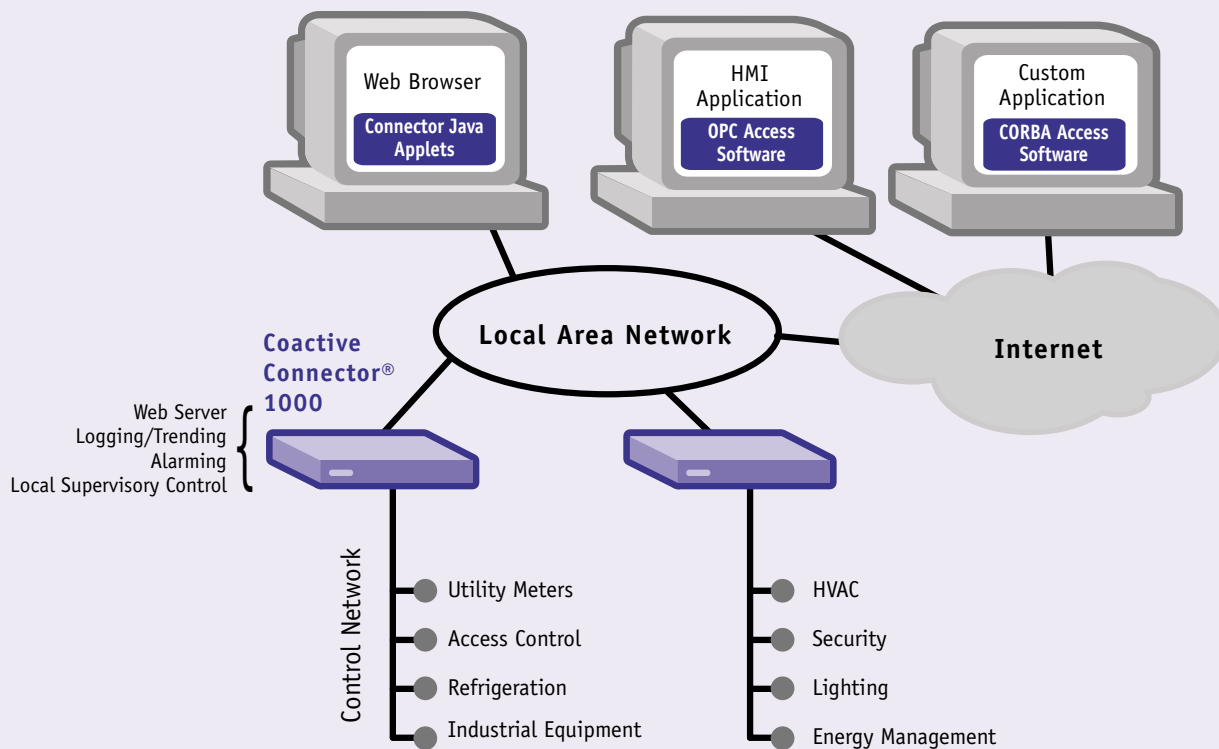 Web Browser
Connector Java
Applets
HMI
Application
OPC Access
Software
Custom
Application
CORBA Access
Software
Local Area Network
Internet
Coactive
Connector®
1000
Web Server
Logging/Trending
Alarming
Local Supervisory Control
Control Network
Utility Meters
Access Control
Refrigeration
Industrial Equipment
HVAC
Security
Lighting
Energy Management